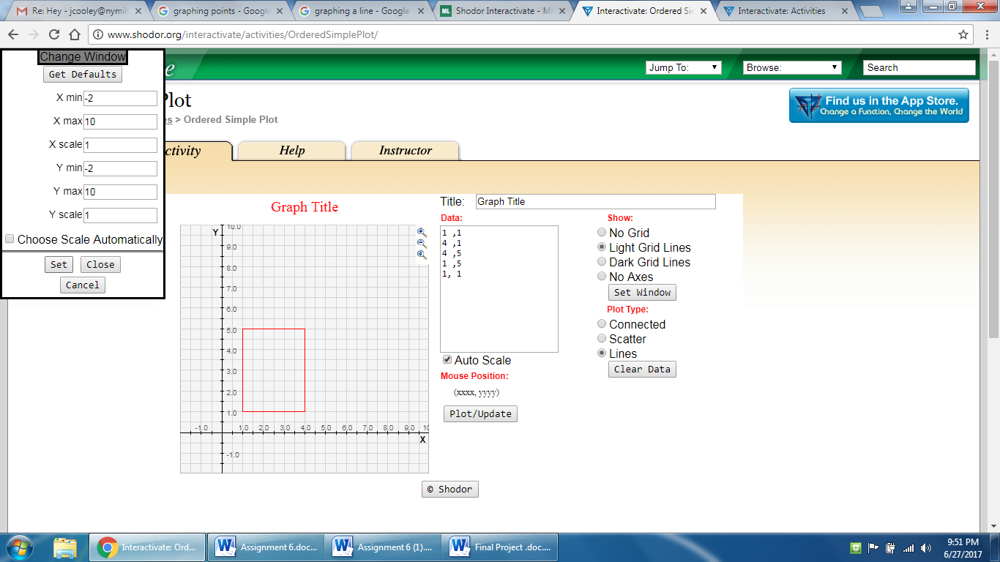 Re: Hey - jcooley@nymil
graphing points - Google
graphing a line - Google
Shodor Interactivate - M
Interactivate: Ordered Si
Interactivate: Activities
www.shodor.org/interactivate/activities/OrderedSimplePlot/
Change Window
Get Defaults
X min -2
X max 10
X scale 1
Y min -2
Y max 10
Y scale 1
Choose Scale Automatically
Set Close
Cancel
e
Jump To:
Browse:
Search
Plot
es > Ordered Simple Plot
Find us in the App Store.
Change a Function, Change the World
ctivity
Help
Instructor
Graph Title
Y
10.0
9.0
8.0
7.0
6.0
5.0
4.0
3.0
2.0
1.0
-1.0 1.0 2.0 3.0 4.0 5.0 6.0 7.0 8.0 9.0 10
X
-1.0
Title: Graph Title
Data:
1 ,1
4 ,1
4 ,5
1 ,5
1, 1
Auto Scale
Mouse Position:
(xxxx, yyyy)
Plot/Update
Show:
No Grid
Light Grid Lines
Dark Grid Lines
No Axes
Set Window
Plot Type:
Connected
Scatter
Lines
Clear Data
© Shodor
Interactivate: Ord...
Assignment 6.doc...
Assignment 6 (1)....
Final Project .doc....
9:51 PM
6/27/2017